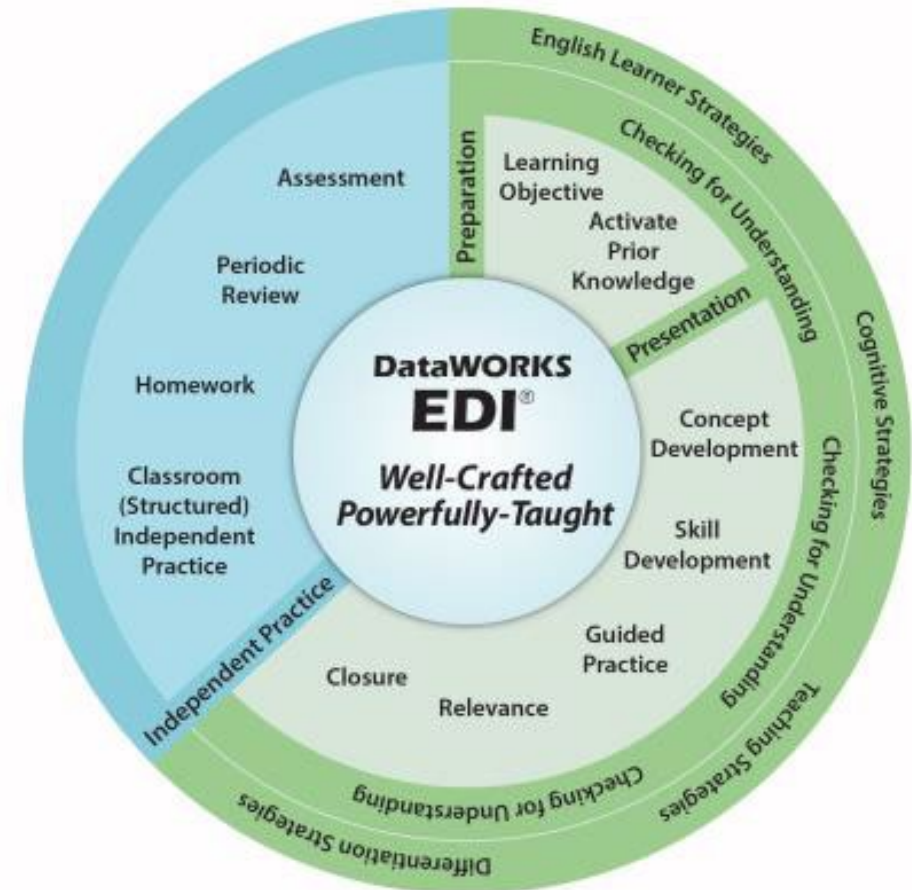 English Learner Strategies
Cognitive Strategies
Teaching Strategies
Differentiation Strategies
Checking for Understanding
Checking for Understanding
Checking for Understanding
Preparation
Learning
Objective
Activate
Prior
Knowledge
Presentation
Concept
Development
Skill
Development
Guided
Practice
Relevance
Closure
Independent Practice
Classroom
(Structured)
Independent
Practice
Homework
Periodic
Review
Assessment
DataWORKS
EDI®
Well-Crafted
Powerfully-Taught